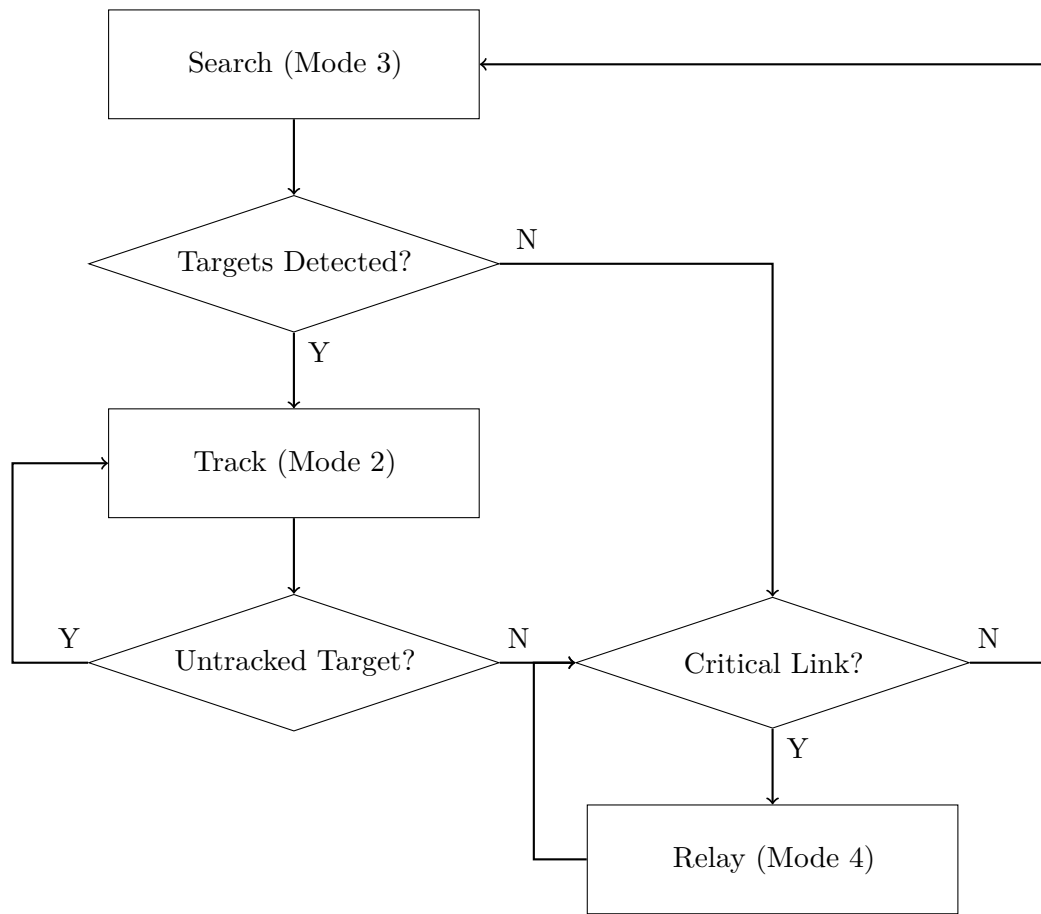 Search (Mode 3)
Targets Detected?
N
Y
Track (Mode 2)
Y
Untracked Target?
N
Critical Link?
N
Y
Relay (Mode 4)